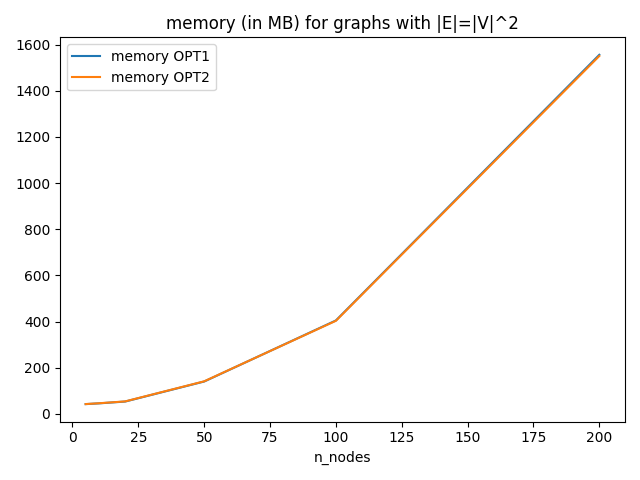 memory (in MB) for graphs with |E|=|V|^2
memory OPT1
memory OPT2
1600
1400
1200
1000
800
600
400
200
0
0 25 50 75 100 125 150 175 200
n_nodes